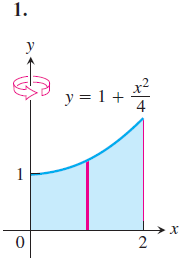 1.
y
y = 1 + x²/4
1
x
0
2